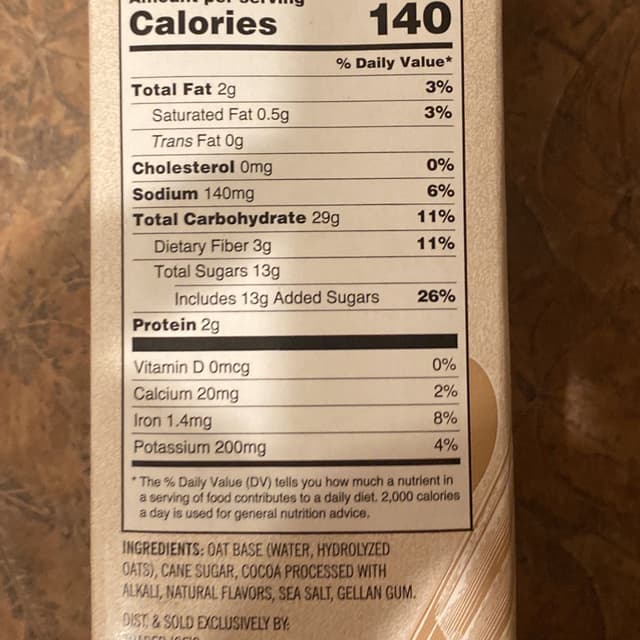 Amount per serving
Calories 140
% Daily Value*
Total Fat 2g 3%
Saturated Fat 0.5g 3%
Trans Fat 0g
Cholesterol 0mg 0%
Sodium 140mg 6%
Total Carbohydrate 29g 11%
Dietary Fiber 3g 11%
Total Sugars 13g
Includes 13g Added Sugars 26%
Protein 2g
Vitamin D 0mcg 0%
Calcium 20mg 2%
Iron 1.4mg 8%
Potassium 200mg 4%
* The % Daily Value (DV) tells you how much a nutrient in
a serving of food contributes to a daily diet. 2,000 calories
a day is used for general nutrition advice.
INGREDIENTS: OAT BASE (WATER, HYDROLYZED
OATS), CANE SUGAR, COCOA PROCESSED WITH
ALKALI, NATURAL FLAVORS, SEA SALT, GELLAN GUM.
DIST. & SOLD EXCLUSIVELY BY: